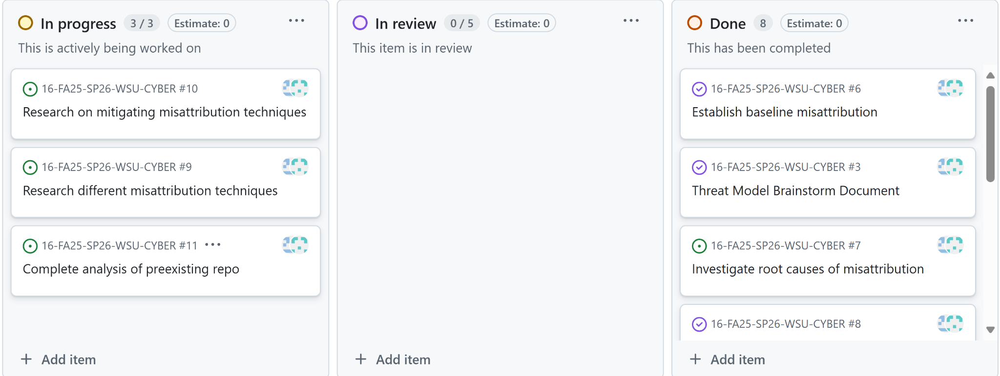 In progress 3 / 3 Estimate: 0
This is actively being worked on
16-FA25-SP26-WSU-CYBER #10
Research on mitigating misattribution techniques
16-FA25-SP26-WSU-CYBER #9
Research different misattribution techniques
16-FA25-SP26-WSU-CYBER #11
Complete analysis of preexisting repo
Add item
In review 0 / 5 Estimate: 0
This item is in review
Add item
Done 8 Estimate: 0
This has been completed
16-FA25-SP26-WSU-CYBER #6
Establish baseline misattribution
16-FA25-SP26-WSU-CYBER #3
Threat Model Brainstorm Document
16-FA25-SP26-WSU-CYBER #7
Investigate root causes of misattribution
16-FA25-SP26-WSU-CYBER #8
Add item